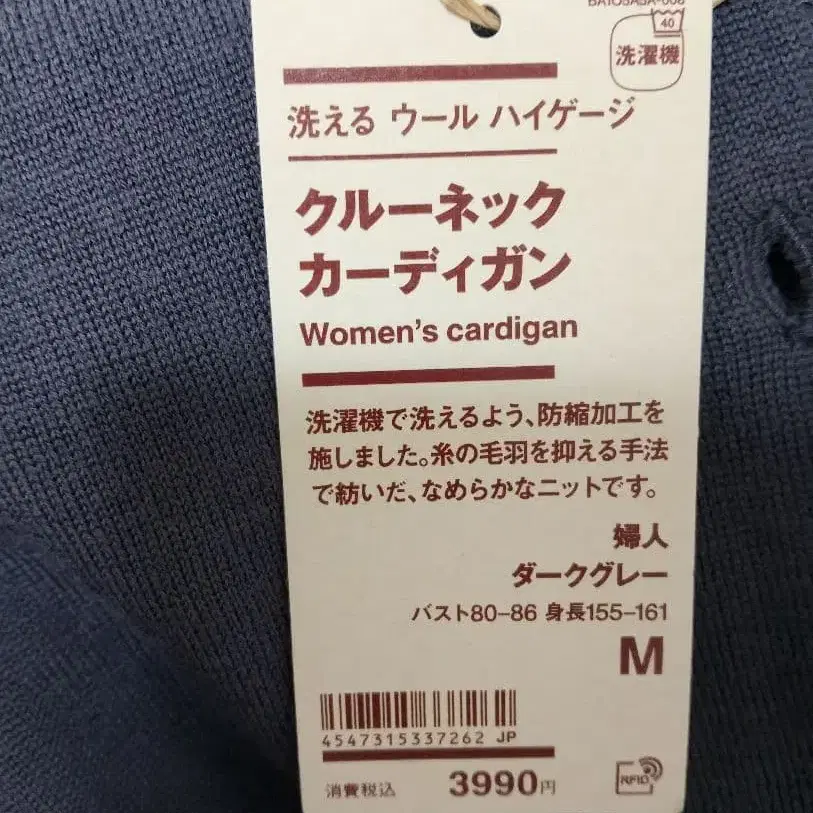 40
洗濯機
洗える ウール ハイゲージ
クルーネック
カーディガン
Women's cardigan
洗濯機で洗えるよう、防縮加工を
施しました。糸の毛羽を抑える手法
で紡いだ、なめらかなニットです。
婦人
ダークグレー
バスト80–86 身長155–161
M
4547315337262 JP
消費税込 3990円
RFID